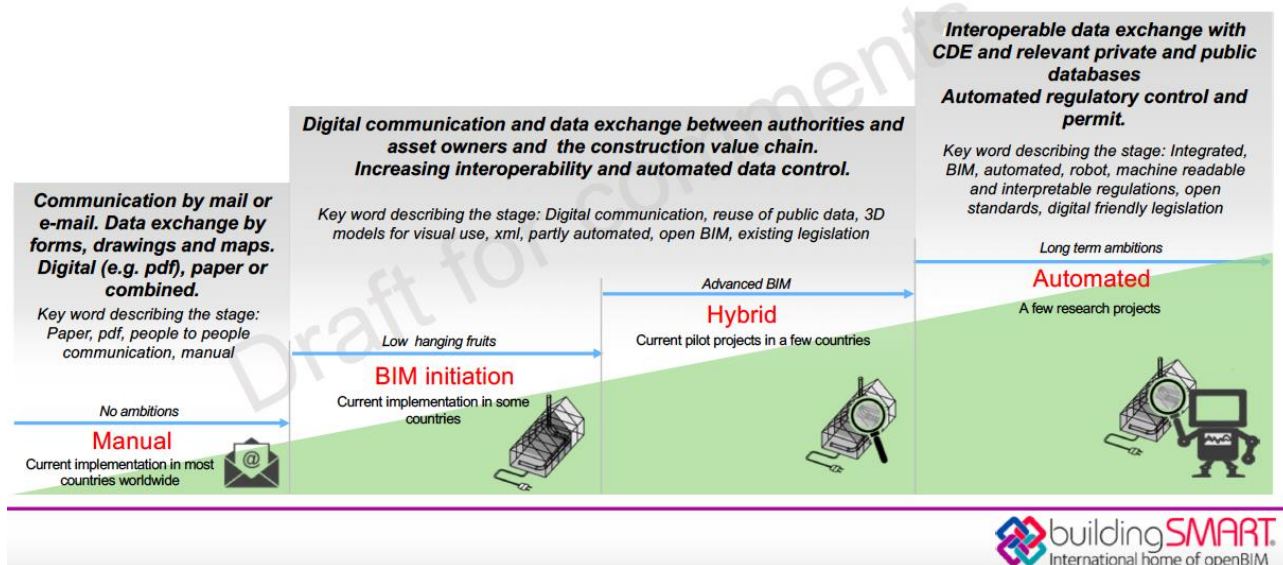 Communication by mail or
e-mail. Data exchange by
forms, drawings and maps.
Digital (e.g. pdf), paper or
combined.
Key word describing the stage:
Paper, pdf, people to people
communication, manual
No ambitions
Manual
Current implementation in most
countries worldwide
@
Digital communication and data exchange between authorities and
asset owners and the construction value chain.
Increasing interoperability and automated data control.
Key word describing the stage: Digital communication, reuse of public data, 3D
models for visual use, xml, partly automated, open BIM, existing legislation
Low hanging fruits
BIM initiation
Current implementation in some
countries
Advanced BIM
Hybrid
Current pilot projects in a few countries
Interoperable data exchange with
CDE and relevant private and public
databases
Automated regulatory control and
permit.
Key word describing the stage: Integrated,
BIM, automated, robot, machine readable
and interpretable regulations, open
standards, digital friendly legislation
Long term ambitions
Automated
A few research projects
Draft for comments
buildingSMART®
International home of openBIM